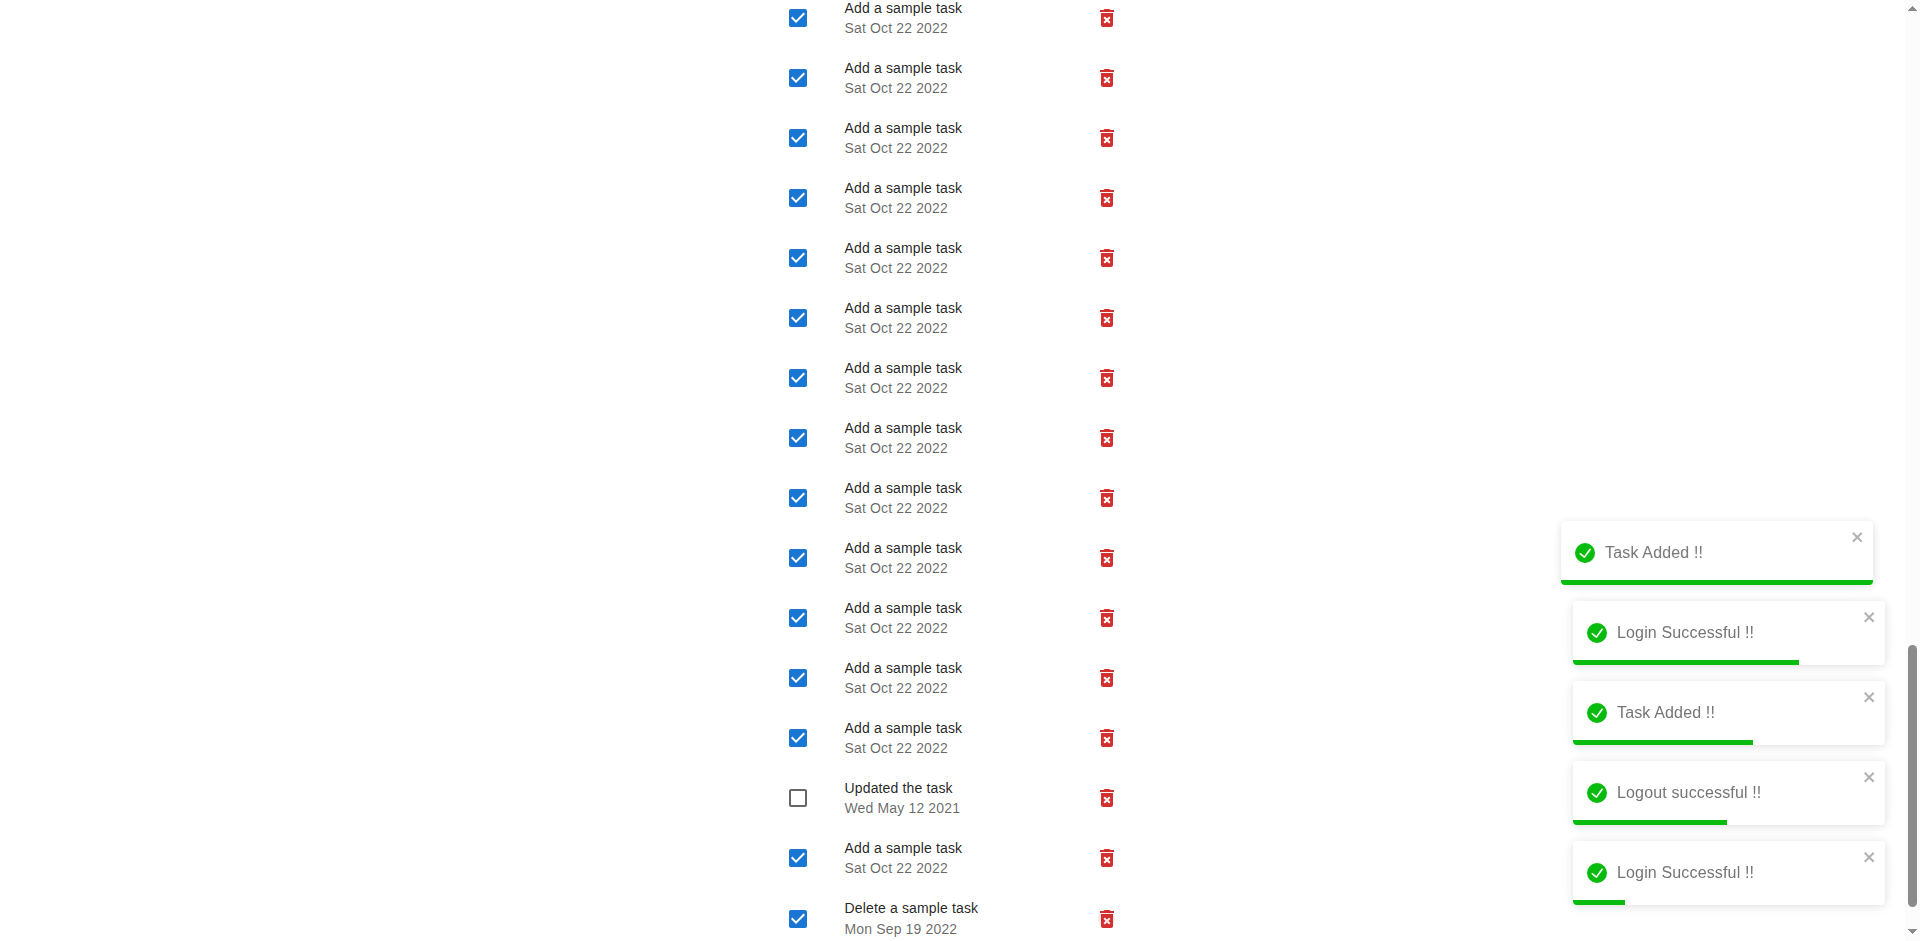 Add a sample task
Sat Oct 22 2022
Add a sample task
Sat Oct 22 2022
Add a sample task
Sat Oct 22 2022
Add a sample task
Sat Oct 22 2022
Add a sample task
Sat Oct 22 2022
Add a sample task
Sat Oct 22 2022
Add a sample task
Sat Oct 22 2022
Add a sample task
Sat Oct 22 2022
Add a sample task
Sat Oct 22 2022
Add a sample task
Sat Oct 22 2022
Add a sample task
Sat Oct 22 2022
Add a sample task
Sat Oct 22 2022
Add a sample task
Sat Oct 22 2022
Updated the task
Wed May 12 2021
Add a sample task
Sat Oct 22 2022
Delete a sample task
Mon Sep 19 2022
Task Added !!
Login Successful !!
Task Added !!
Logout successful !!
Login Successful !!